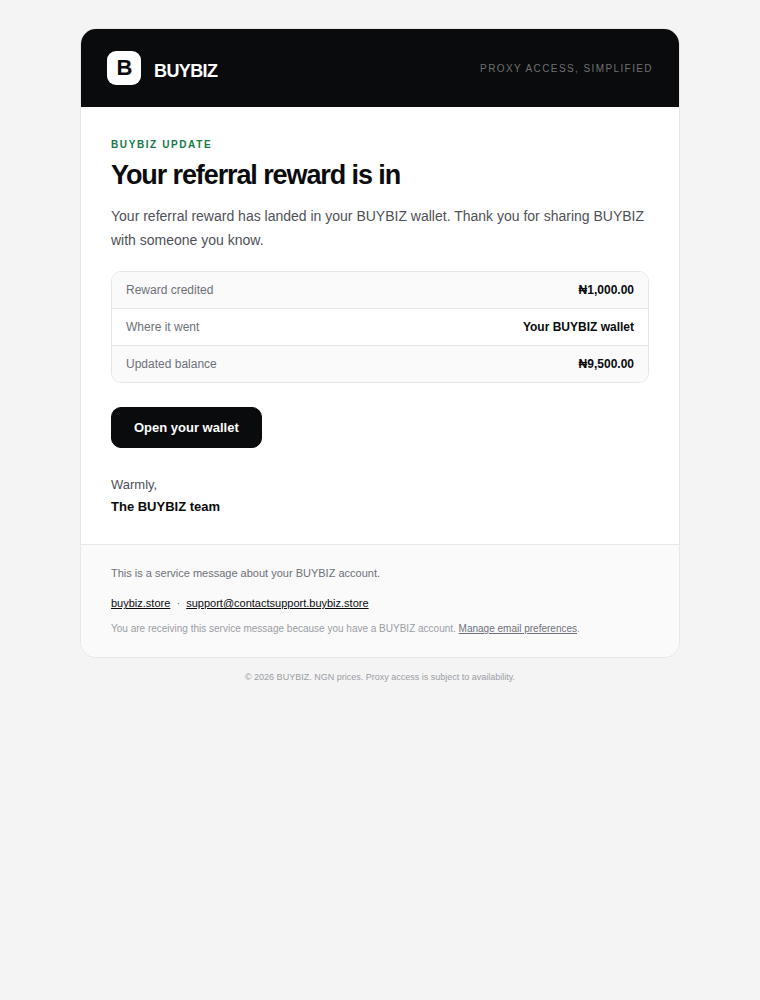 B BUYBIZ PROXY ACCESS, SIMPLIFIED
BUYBIZ UPDATE
Your referral reward is in
Your referral reward has landed in your BUYBIZ wallet. Thank you for sharing BUYBIZ
with someone you know.
Reward credited ₦1,000.00
Where it went Your BUYBIZ wallet
Updated balance ₦9,500.00
Open your wallet
Warmly,
The BUYBIZ team
This is a service message about your BUYBIZ account.
buybiz.store · support@contactsupport.buybiz.store
You are receiving this service message because you have a BUYBIZ account. Manage email preferences.
© 2026 BUYBIZ. NGN prices. Proxy access is subject to availability.